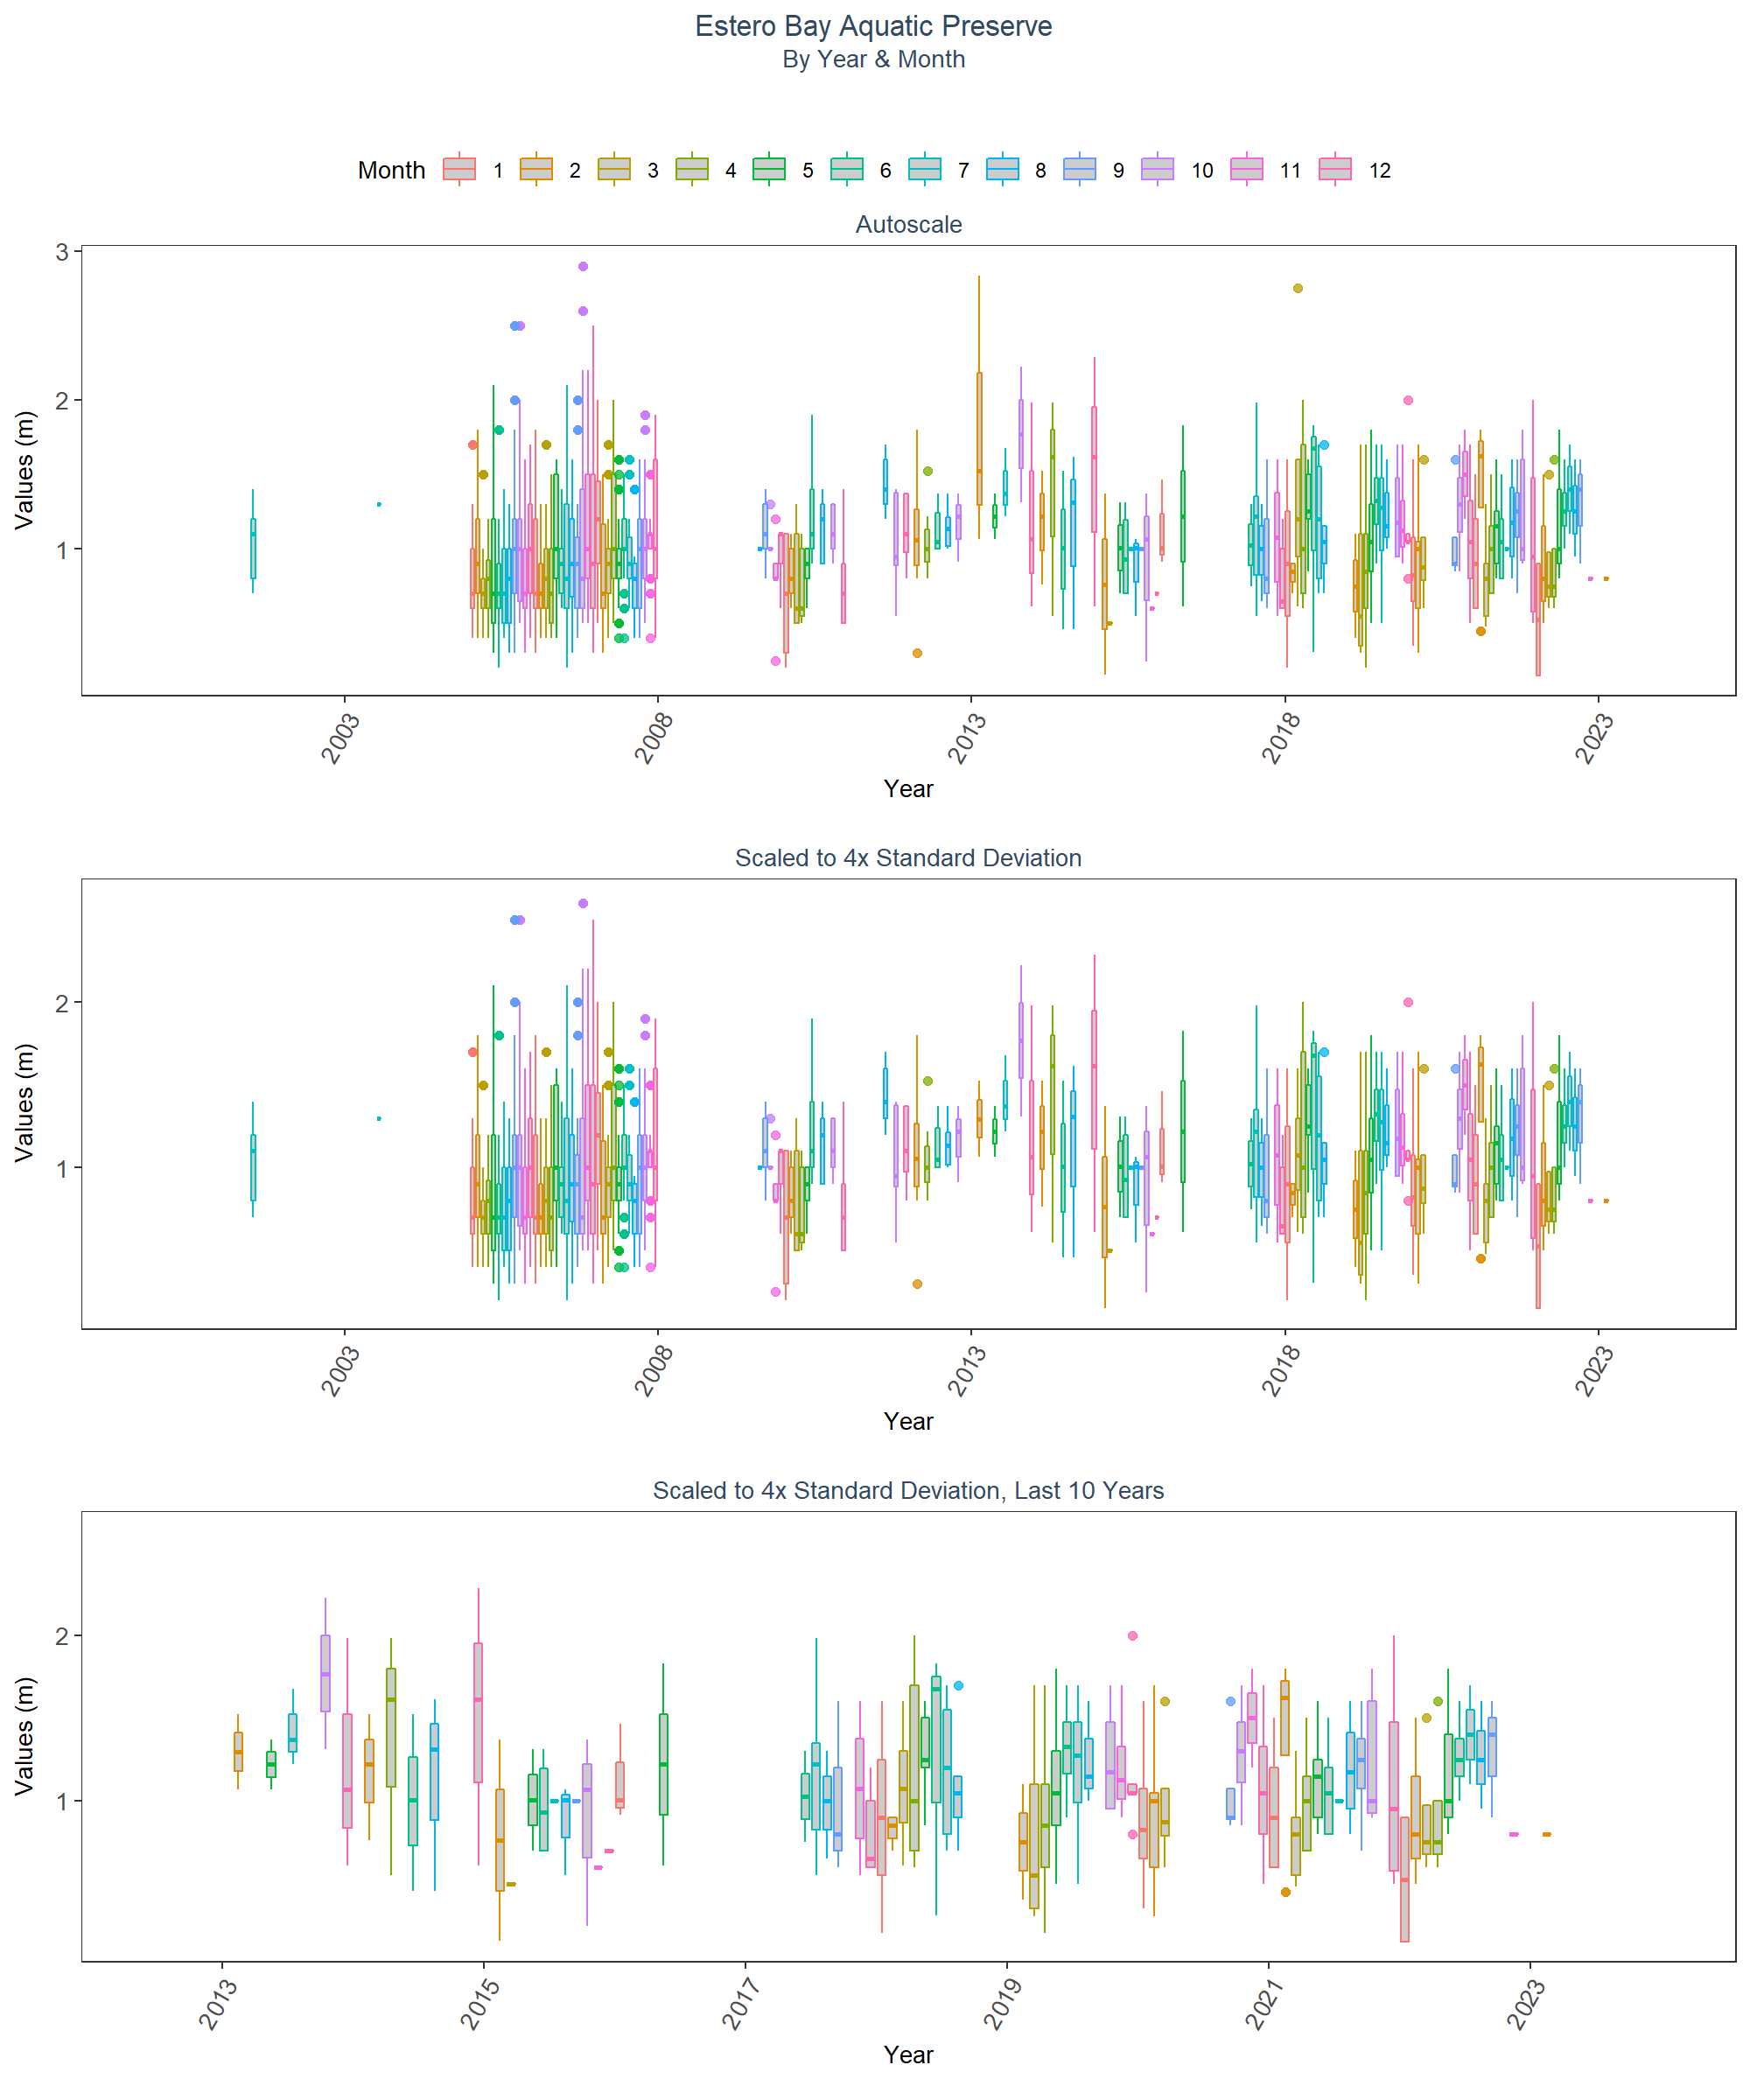 Estero Bay Aquatic Preserve
By Year & Month
Month 1 2 3 4 5 6 7 8 9 10 11 12
Autoscale
Values (m)
3
2
1
2003 2008 2013 2018 2023
Year
Scaled to 4x Standard Deviation
Values (m)
2
1
2003 2008 2013 2018 2023
Year
Scaled to 4x Standard Deviation, Last 10 Years
Values (m)
2
1
2013 2015 2017 2019 2021 2023
Year